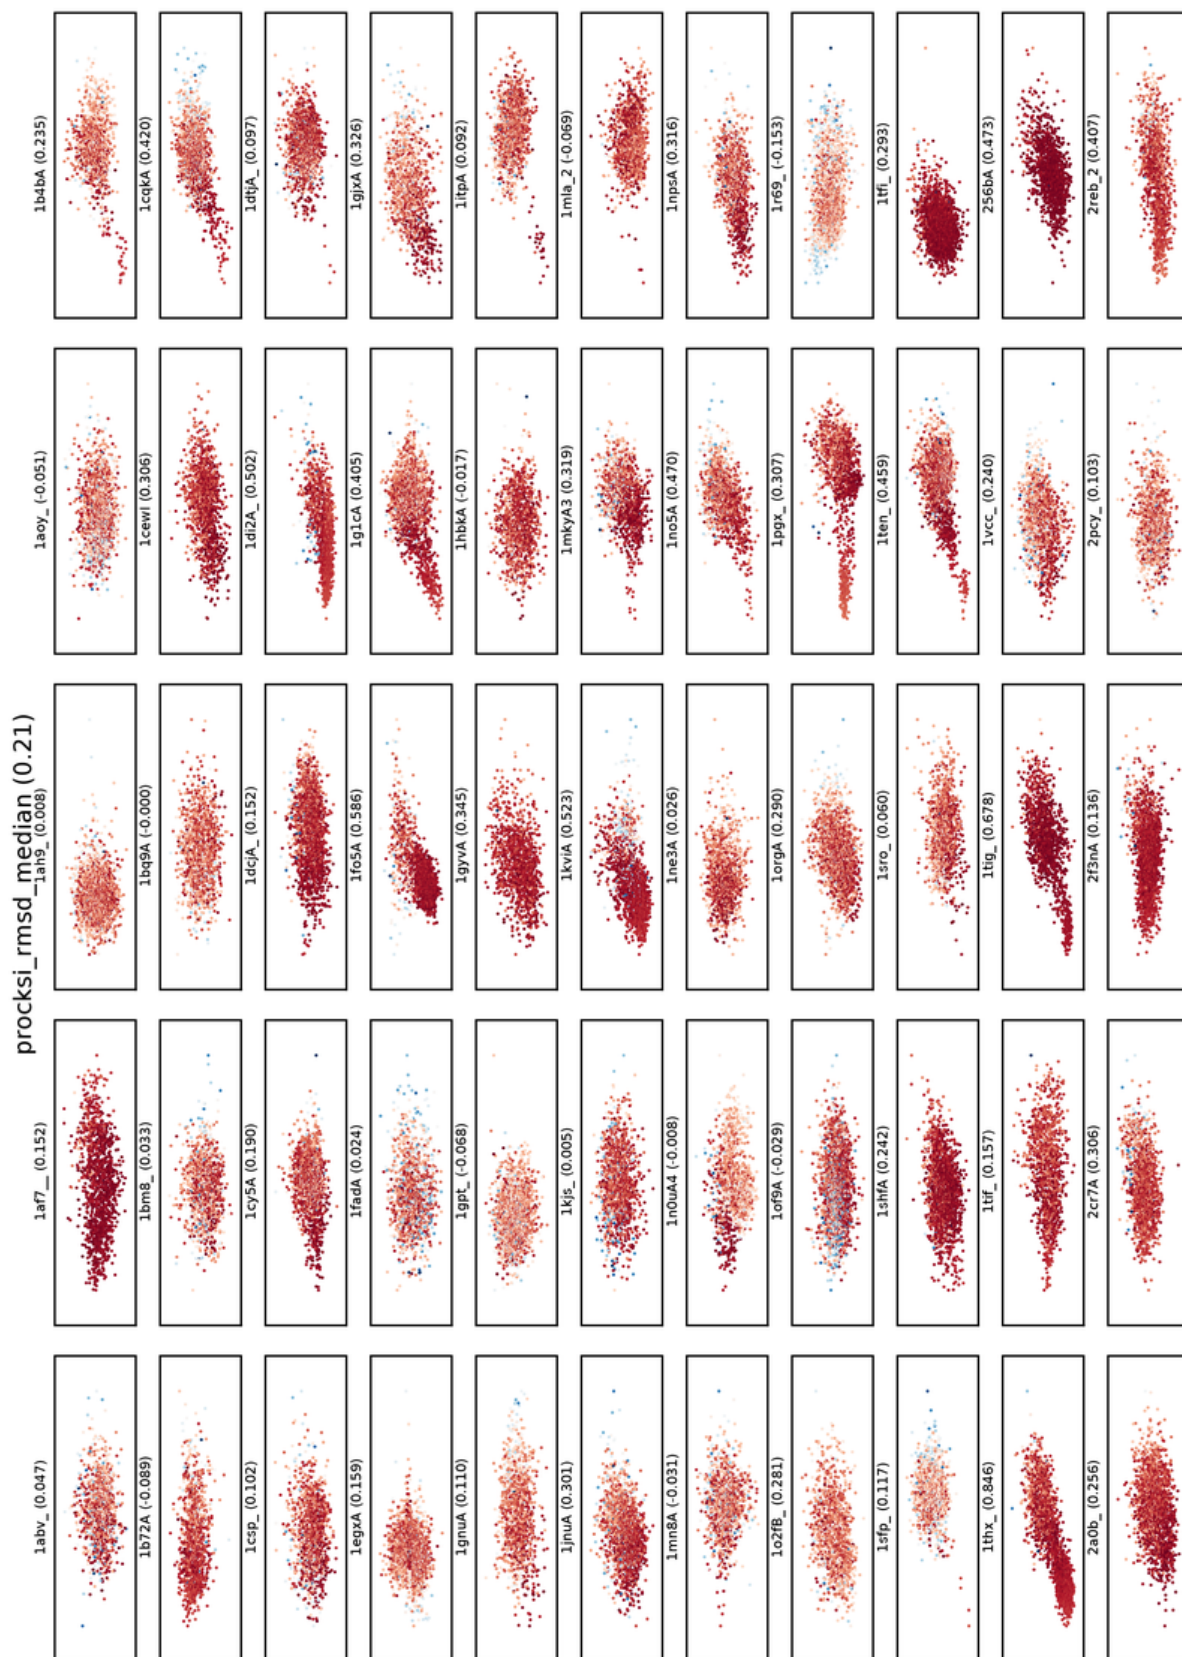 procksi_rmsd_median (0.21)
1abv_ (0.047)
1af7__ (0.152)
1ah9_ (0.008)
1aoy_ (-0.051)
1b4bA (0.235)
1b72A (-0.089)
1bm8_ (0.033)
1bq9A (-0.000)
1cewI (0.306)
1cqkA (0.420)
1csp_ (0.102)
1cy5A (0.190)
1dcjA_ (0.152)
1di2A_ (0.502)
1dtjA_ (0.097)
1egxA (0.159)
1fadA (0.024)
1fo5A (0.586)
1g1cA (0.405)
1gjxA (0.326)
1gnuA (0.110)
1gpt_ (-0.068)
1gyvA (0.345)
1hbkA (-0.017)
1itpA (0.092)
1jnuA (0.301)
1kjs_ (0.005)
1kviA (0.523)
1mkyA3 (0.319)
1mla_2 (-0.069)
1mn8A (-0.031)
1n0uA4 (-0.008)
1ne3A (0.026)
1no5A (0.470)
1npsA (0.316)
1o2fB_ (0.281)
1of9A (-0.029)
1orgA (0.290)
1pgx_ (0.307)
1r69_ (-0.153)
1sfp_ (0.117)
1shfA (0.242)
1sro_ (0.060)
1ten_ (0.459)
1tfi_ (0.293)
1thx_ (0.846)
1tif_ (0.157)
1tig_ (0.678)
1vcc_ (0.240)
256bA (0.473)
2a0b_ (0.256)
2cr7A (0.306)
2f3nA (0.136)
2pcy_ (0.103)
2reb_2 (0.407)